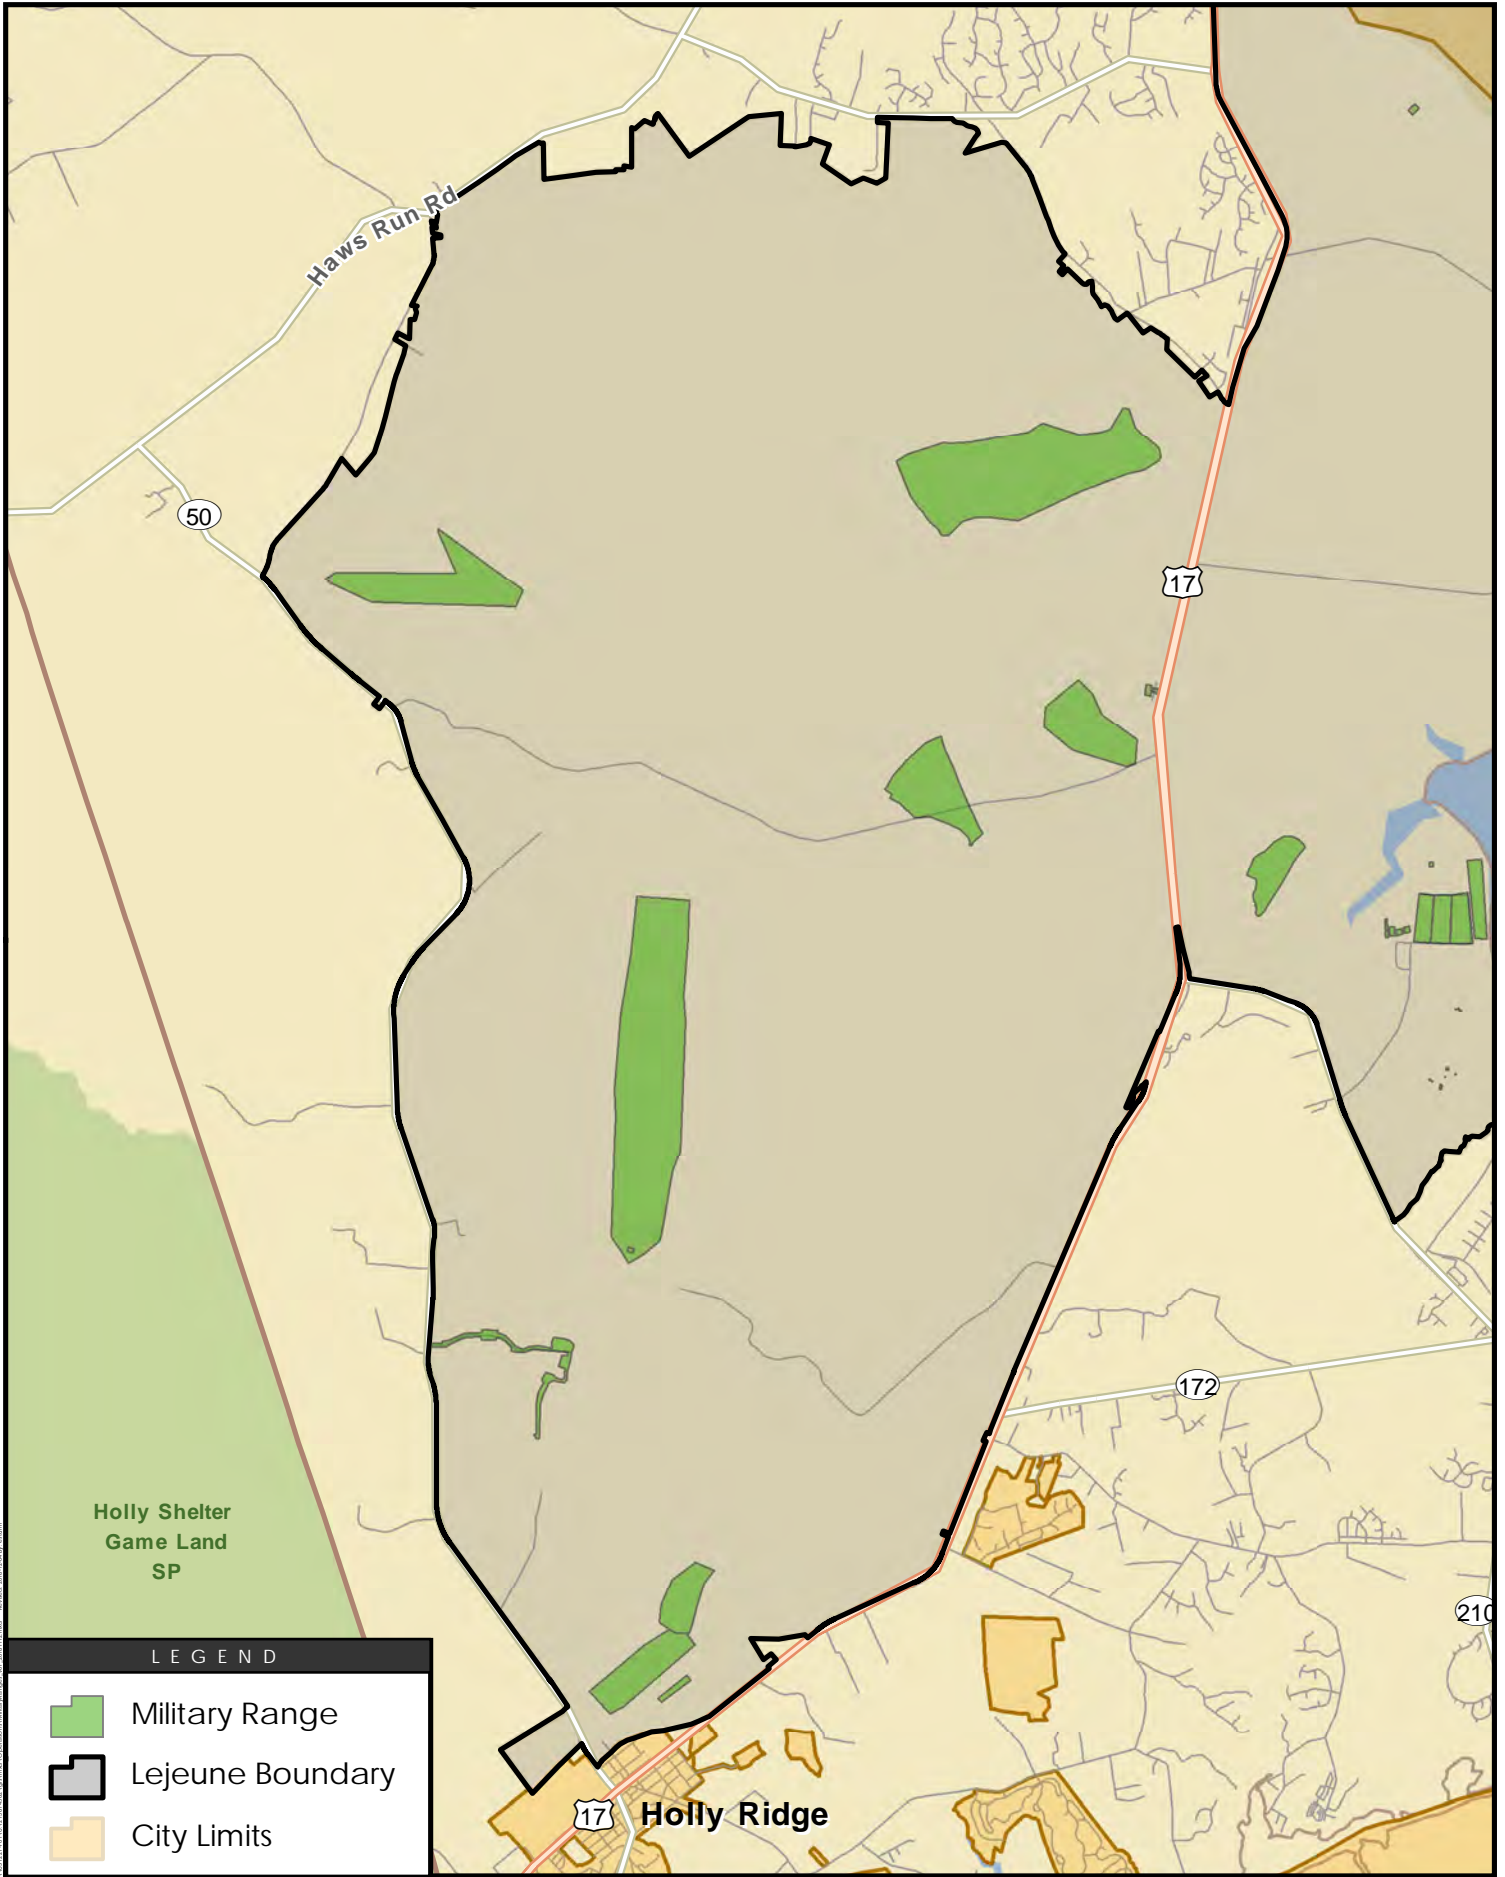 Haws Run Rd
50
17
172
Holly Shelter
Game Land
SP
210
LEGEND
Military Range
Lejeune Boundary
City Limits
17
Holly Ridge